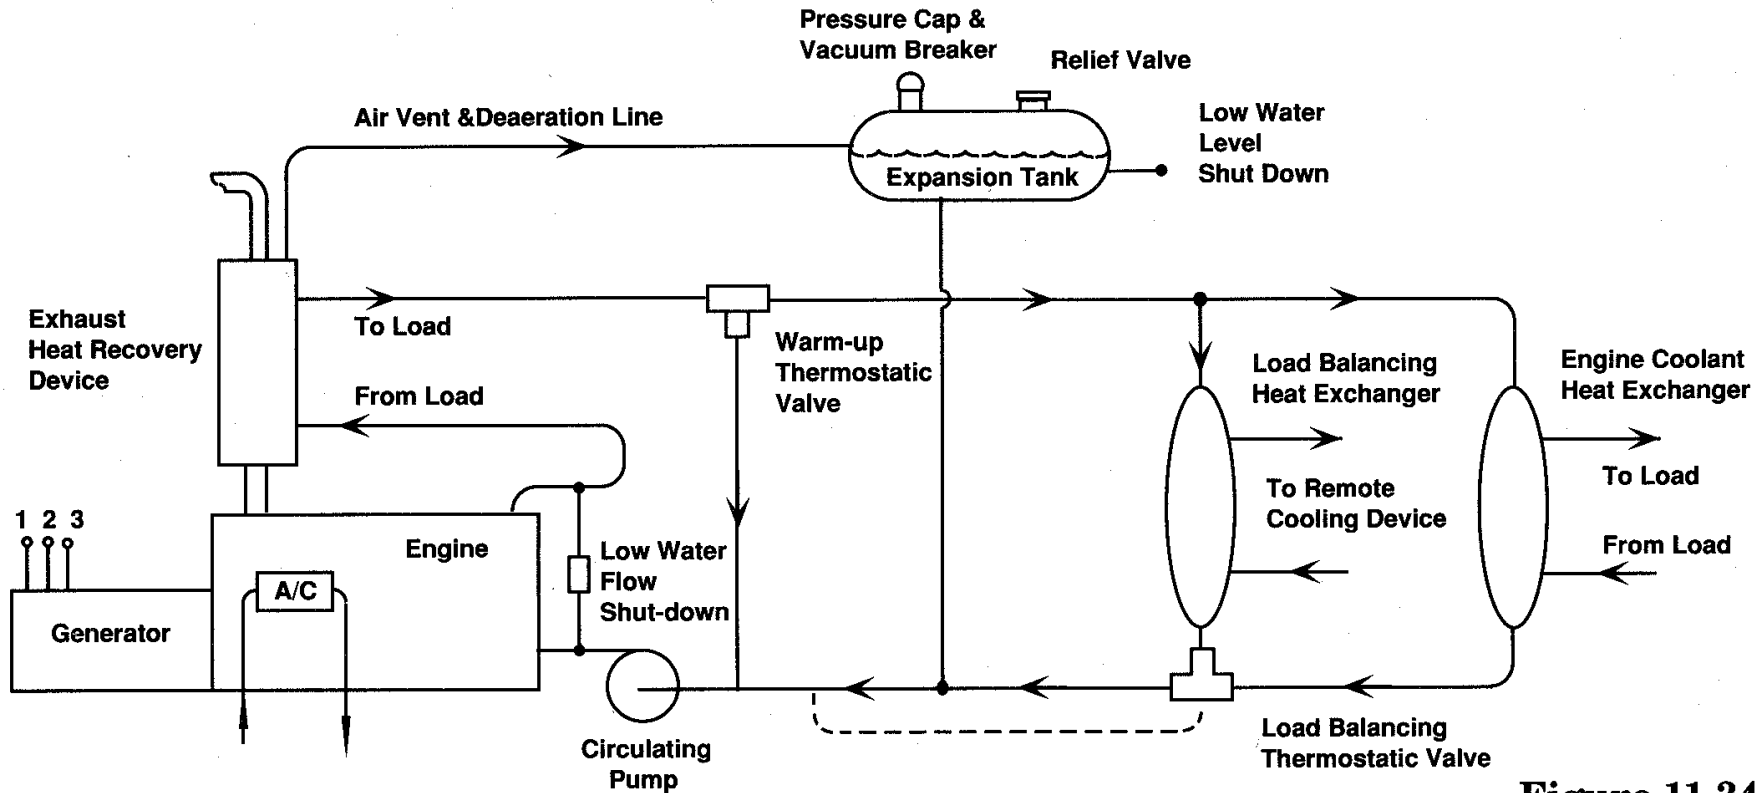 Pressure Cap &
Vacuum Breaker
Relief Valve
Air Vent &Deaeration Line
Low Water
Level
Shut Down
Expansion Tank
Exhaust
Heat Recovery
Device
To Load
Warm-up
Thermostatic
Valve
From Load
Load Balancing
Heat Exchanger
Engine Coolant
Heat Exchanger
To Remote
Cooling Device
To Load
From Load
1 2 3
Engine
Low Water
Flow
Shut-down
A/C
Generator
Circulating
Pump
Load Balancing
Thermostatic Valve
Figure 11.24